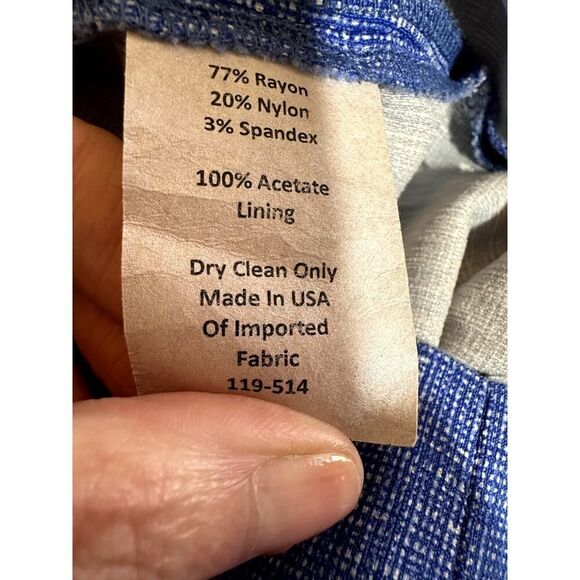 77% Rayon
20% Nylon
3% Spandex
100% Acetate
Lining
Dry Clean Only
Made In USA
Of Imported
Fabric
119-514